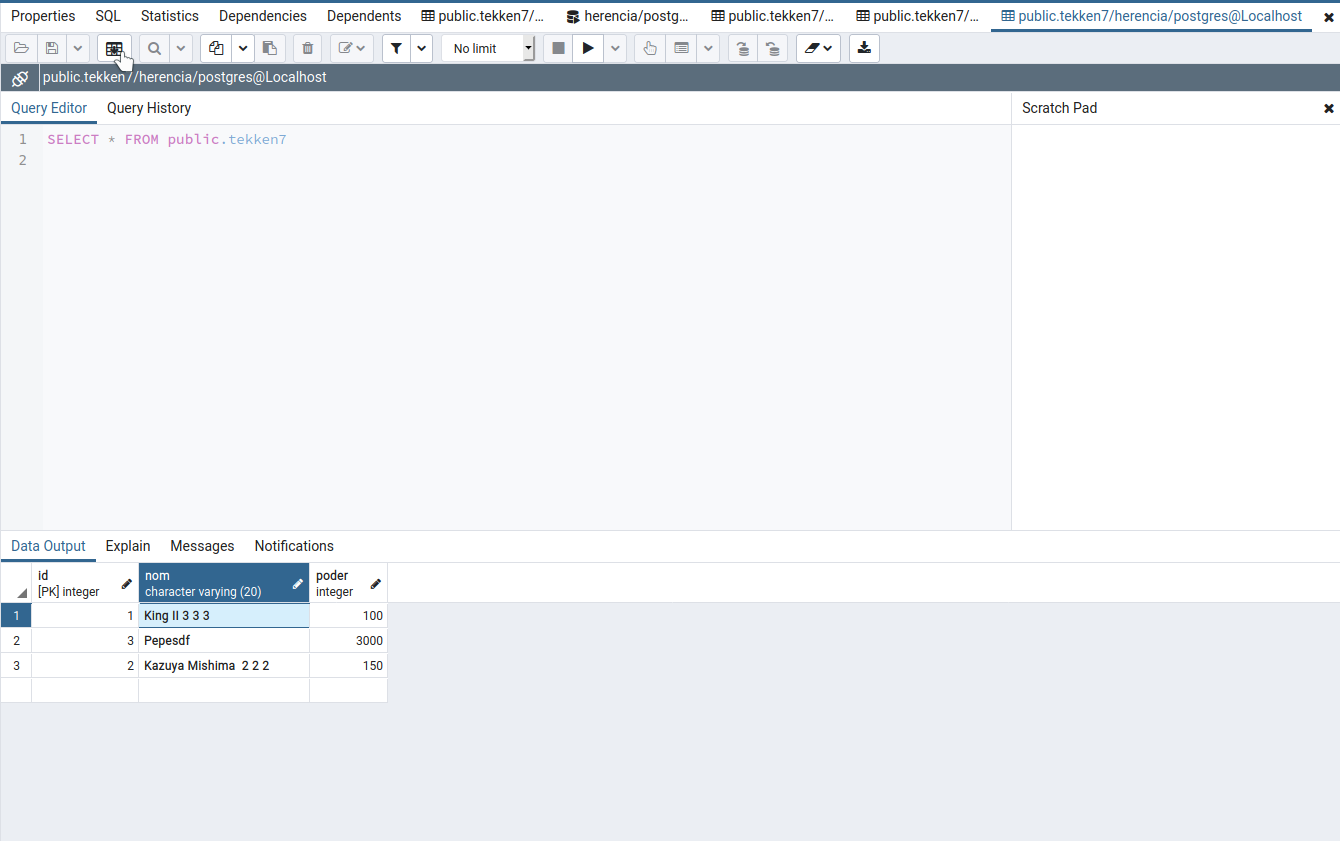 Properties SQL Statistics Dependencies Dependents public.tekken7/... herencia/postg... public.tekken7/... public.tekken7/... public.tekken7/herencia/postgres@Localhost
No limit
public.tekken7//herencia/postgres@Localhost
Query Editor Query History Scratch Pad
1 SELECT * FROM public.tekken7
2
Data Output Explain Messages Notifications
id nom poder
[PK] integer character varying (20) integer
1 1 King II 3 3 3 100
2 3 Pepesdf 3000
3 2 Kazuya Mishima  2 2 2 150